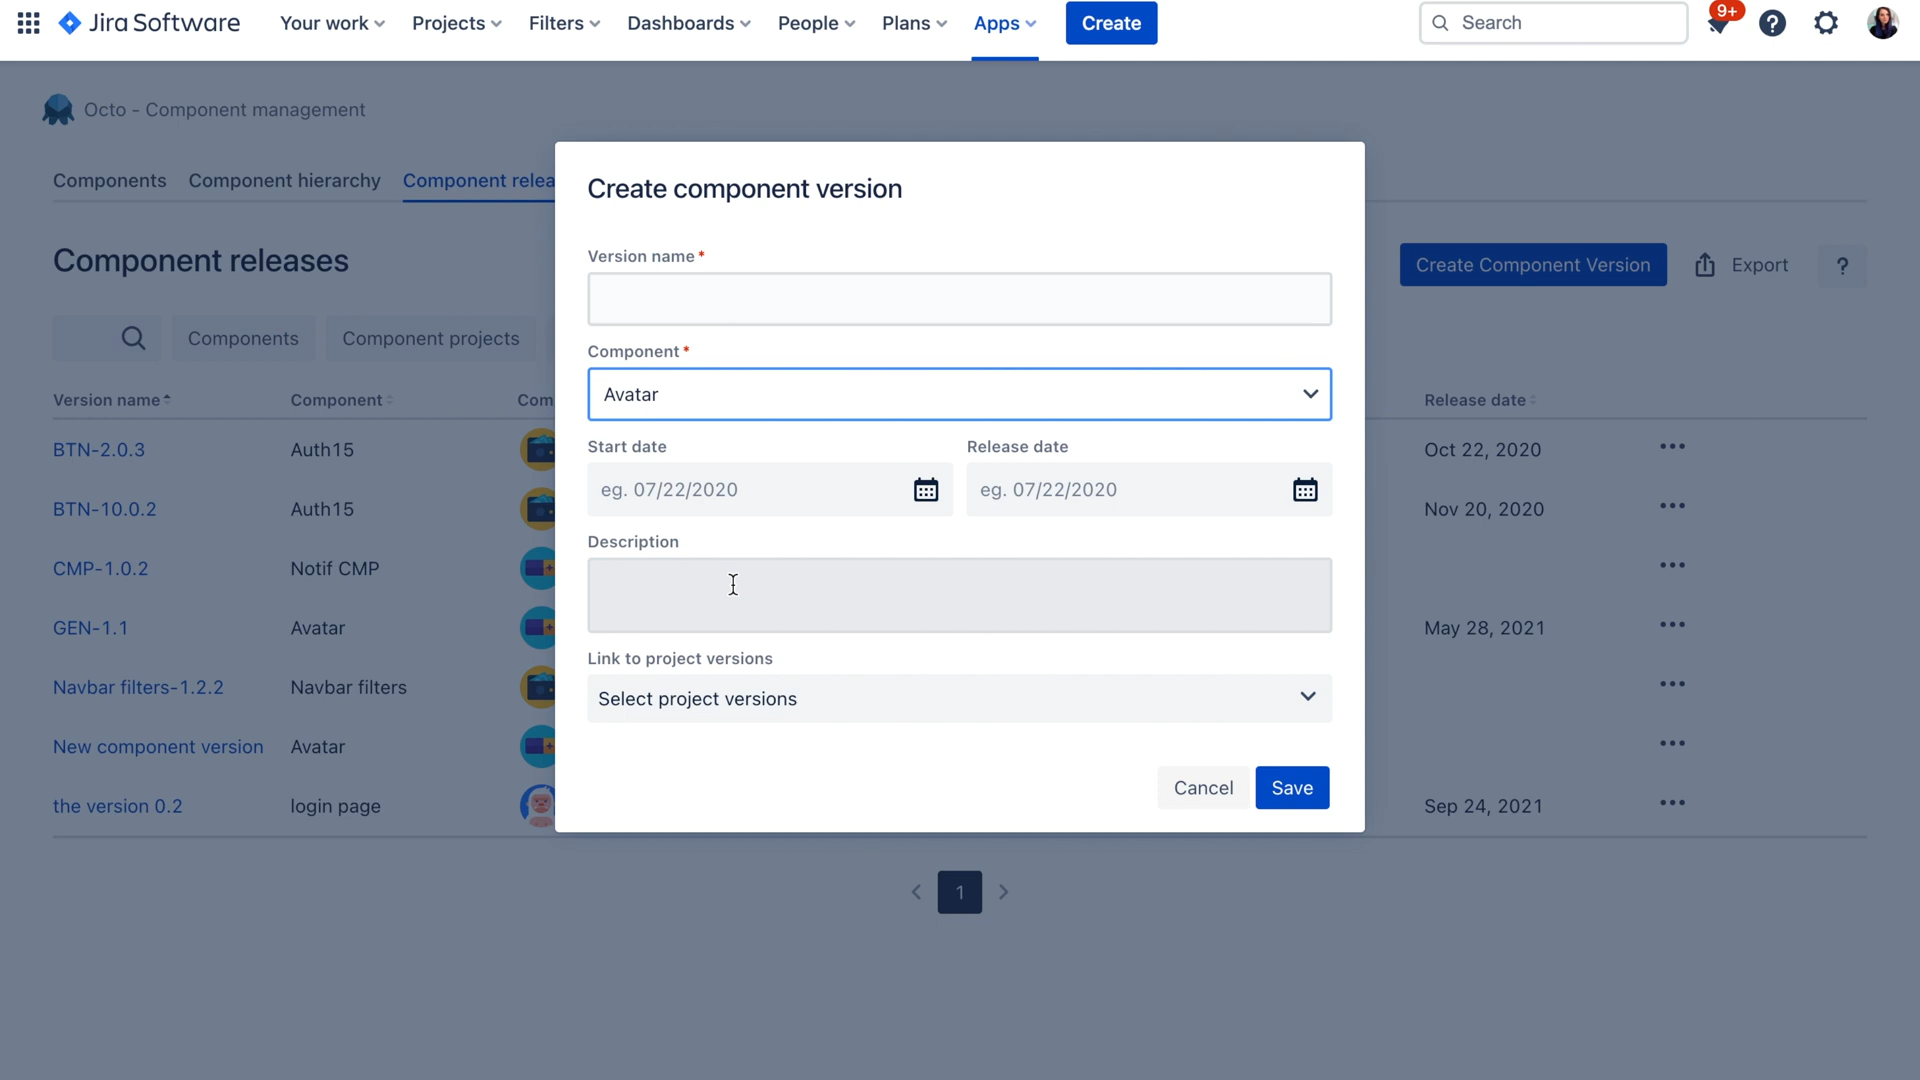 Jira Software Your work Projects Filters Dashboards People Plans Apps Create Search 9+
Octo - Component management
Components Component hierarchy Component relea
Component releases
Create Component Version Export ?
Components Component projects
Version name Component Com Release date
BTN-2.0.3 Auth15 Oct 22, 2020
BTN-10.0.2 Auth15 Nov 20, 2020
CMP-1.0.2 Notif CMP
GEN-1.1 Avatar May 28, 2021
Navbar filters-1.2.2 Navbar filters
New component version Avatar
the version 0.2 login page Sep 24, 2021
1
Create component version
Version name *
Component *
Avatar
Start date Release date
eg. 07/22/2020 eg. 07/22/2020
Description
Link to project versions
Select project versions
Cancel Save